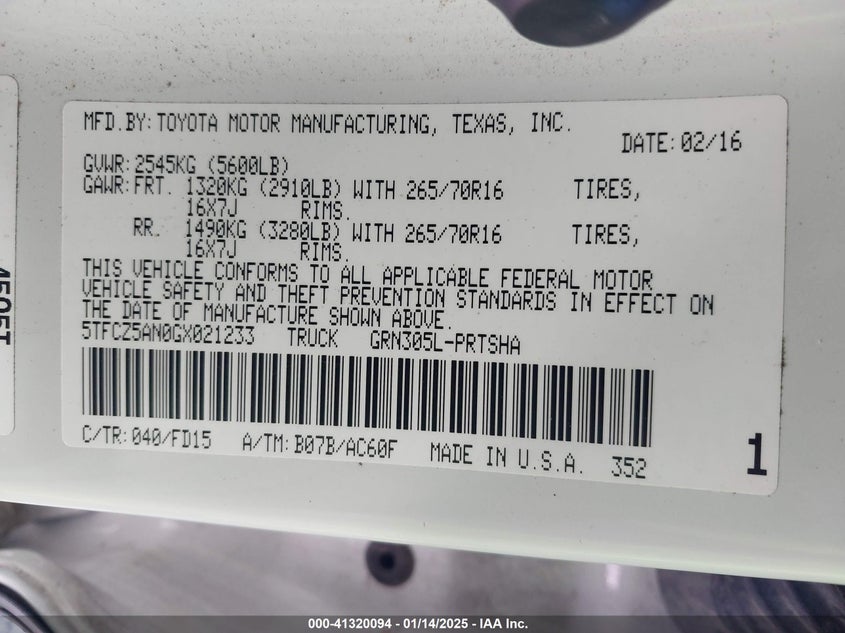 MFD.BY:TOYOTA MOTOR MANUFACTURING, TEXAS, INC.
DATE:02/16
GVWR:2545KG (5600LB)
GAWR:FRT. 1320KG (2910LB) WITH 265/70R16 TIRES,
16X7J RIMS.
RR. 1490KG (3280LB) WITH 265/70R16 TIRES,
16X7J RIMS.
THIS VEHICLE CONFORMS TO ALL APPLICABLE FEDERAL MOTOR
VEHICLE SAFETY AND THEFT PREVENTION STANDARDS IN EFFECT ON
THE DATE OF MANUFACTURE SHOWN ABOVE.
5TFCZ5AN0GX021233 TRUCK GRN305L-PRTSHA
C/TR:040/FD15 A/TM:B07B/AC60F MADE IN U.S.A. 352
1
000-41320094 - 01/14/2025 - IAA Inc.